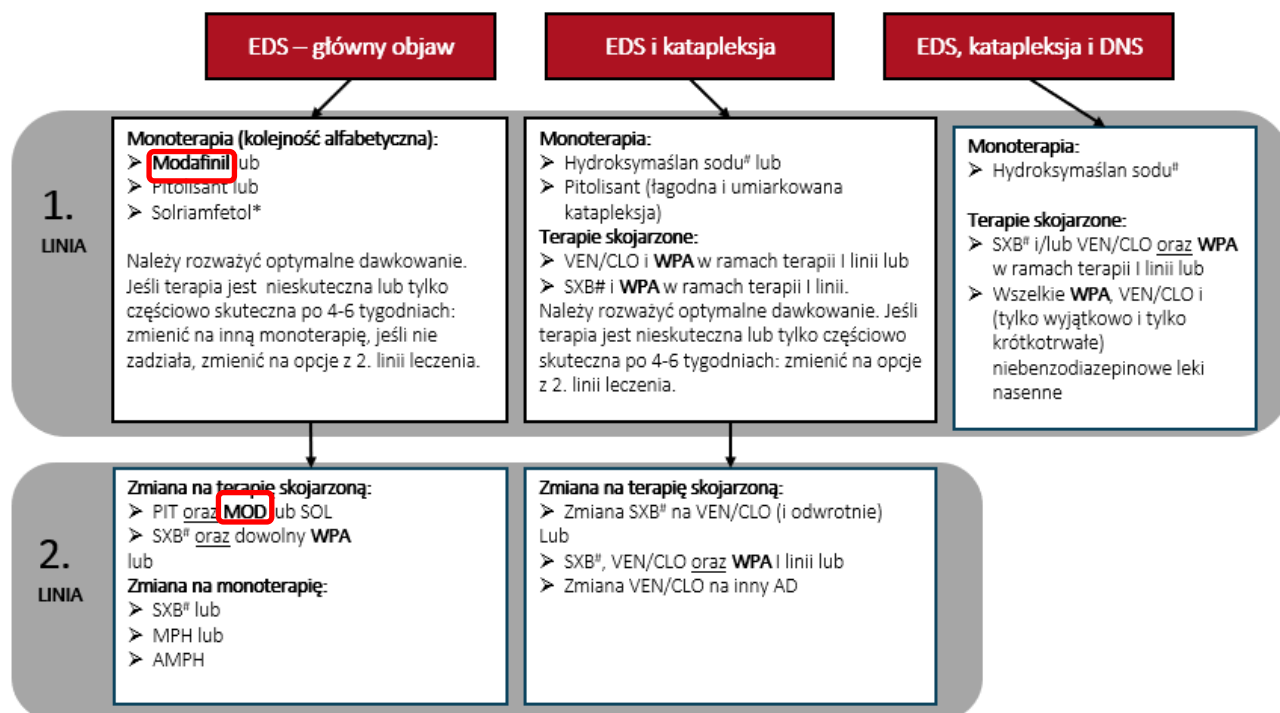 EDS – główny objaw
EDS i katapleksja
EDS, katapleksja i DNS
1.
LINIA
Monoterapia (kolejność alfabetyczna):
➢ Modafinil lub
➢ Pitolisant lub
➢ Solriamfetol*
Należy rozważyć optymalne dawkowanie.
Jeśli terapia jest nieskuteczna lub tylko
częściowo skuteczna po 4-6 tygodniach:
zmienić na inną monoterapię, jeśli nie
zadziała, zmienić na opcje z 2. linii leczenia.
Monoterapia:
➢ Hydroksymaślan sodu# lub
➢ Pitolisant (łagodna i umiarkowana
katapleksja)
Terapie skojarzone:
➢ VEN/CLO i WPA w ramach terapii I linii lub
➢ SXB# i WPA w ramach terapii I linii.
Należy rozważyć optymalne dawkowanie. Jeśli
terapia jest nieskuteczna lub tylko częściowo
skuteczna po 4-6 tygodniach: zmienić na opcje
z 2. linii leczenia.
Monoterapia:
➢ Hydroksymaślan sodu#
Terapie skojarzone:
➢ SXB# i/lub VEN/CLO oraz WPA
w ramach terapii I linii lub
➢ Wszelkie WPA, VEN/CLO i
(tylko wyjątkowo i tylko
krótkotrwałe)
niebenzodiazepinowe leki
nasenne
2.
LINIA
Zmiana na terapię skojarzoną:
➢ PIT oraz MOD lub SOL
➢ SXB# oraz dowolny WPA
lub
Zmiana na monoterapię:
➢ SXB# lub
➢ MPH lub
➢ AMPH
Zmiana na terapię skojarzoną:
➢ Zmiana SXB# na VEN/CLO (i odwrotnie)
Lub
➢ SXB#, VEN/CLO oraz WPA I linii lub
➢ Zmiana VEN/CLO na inny AD